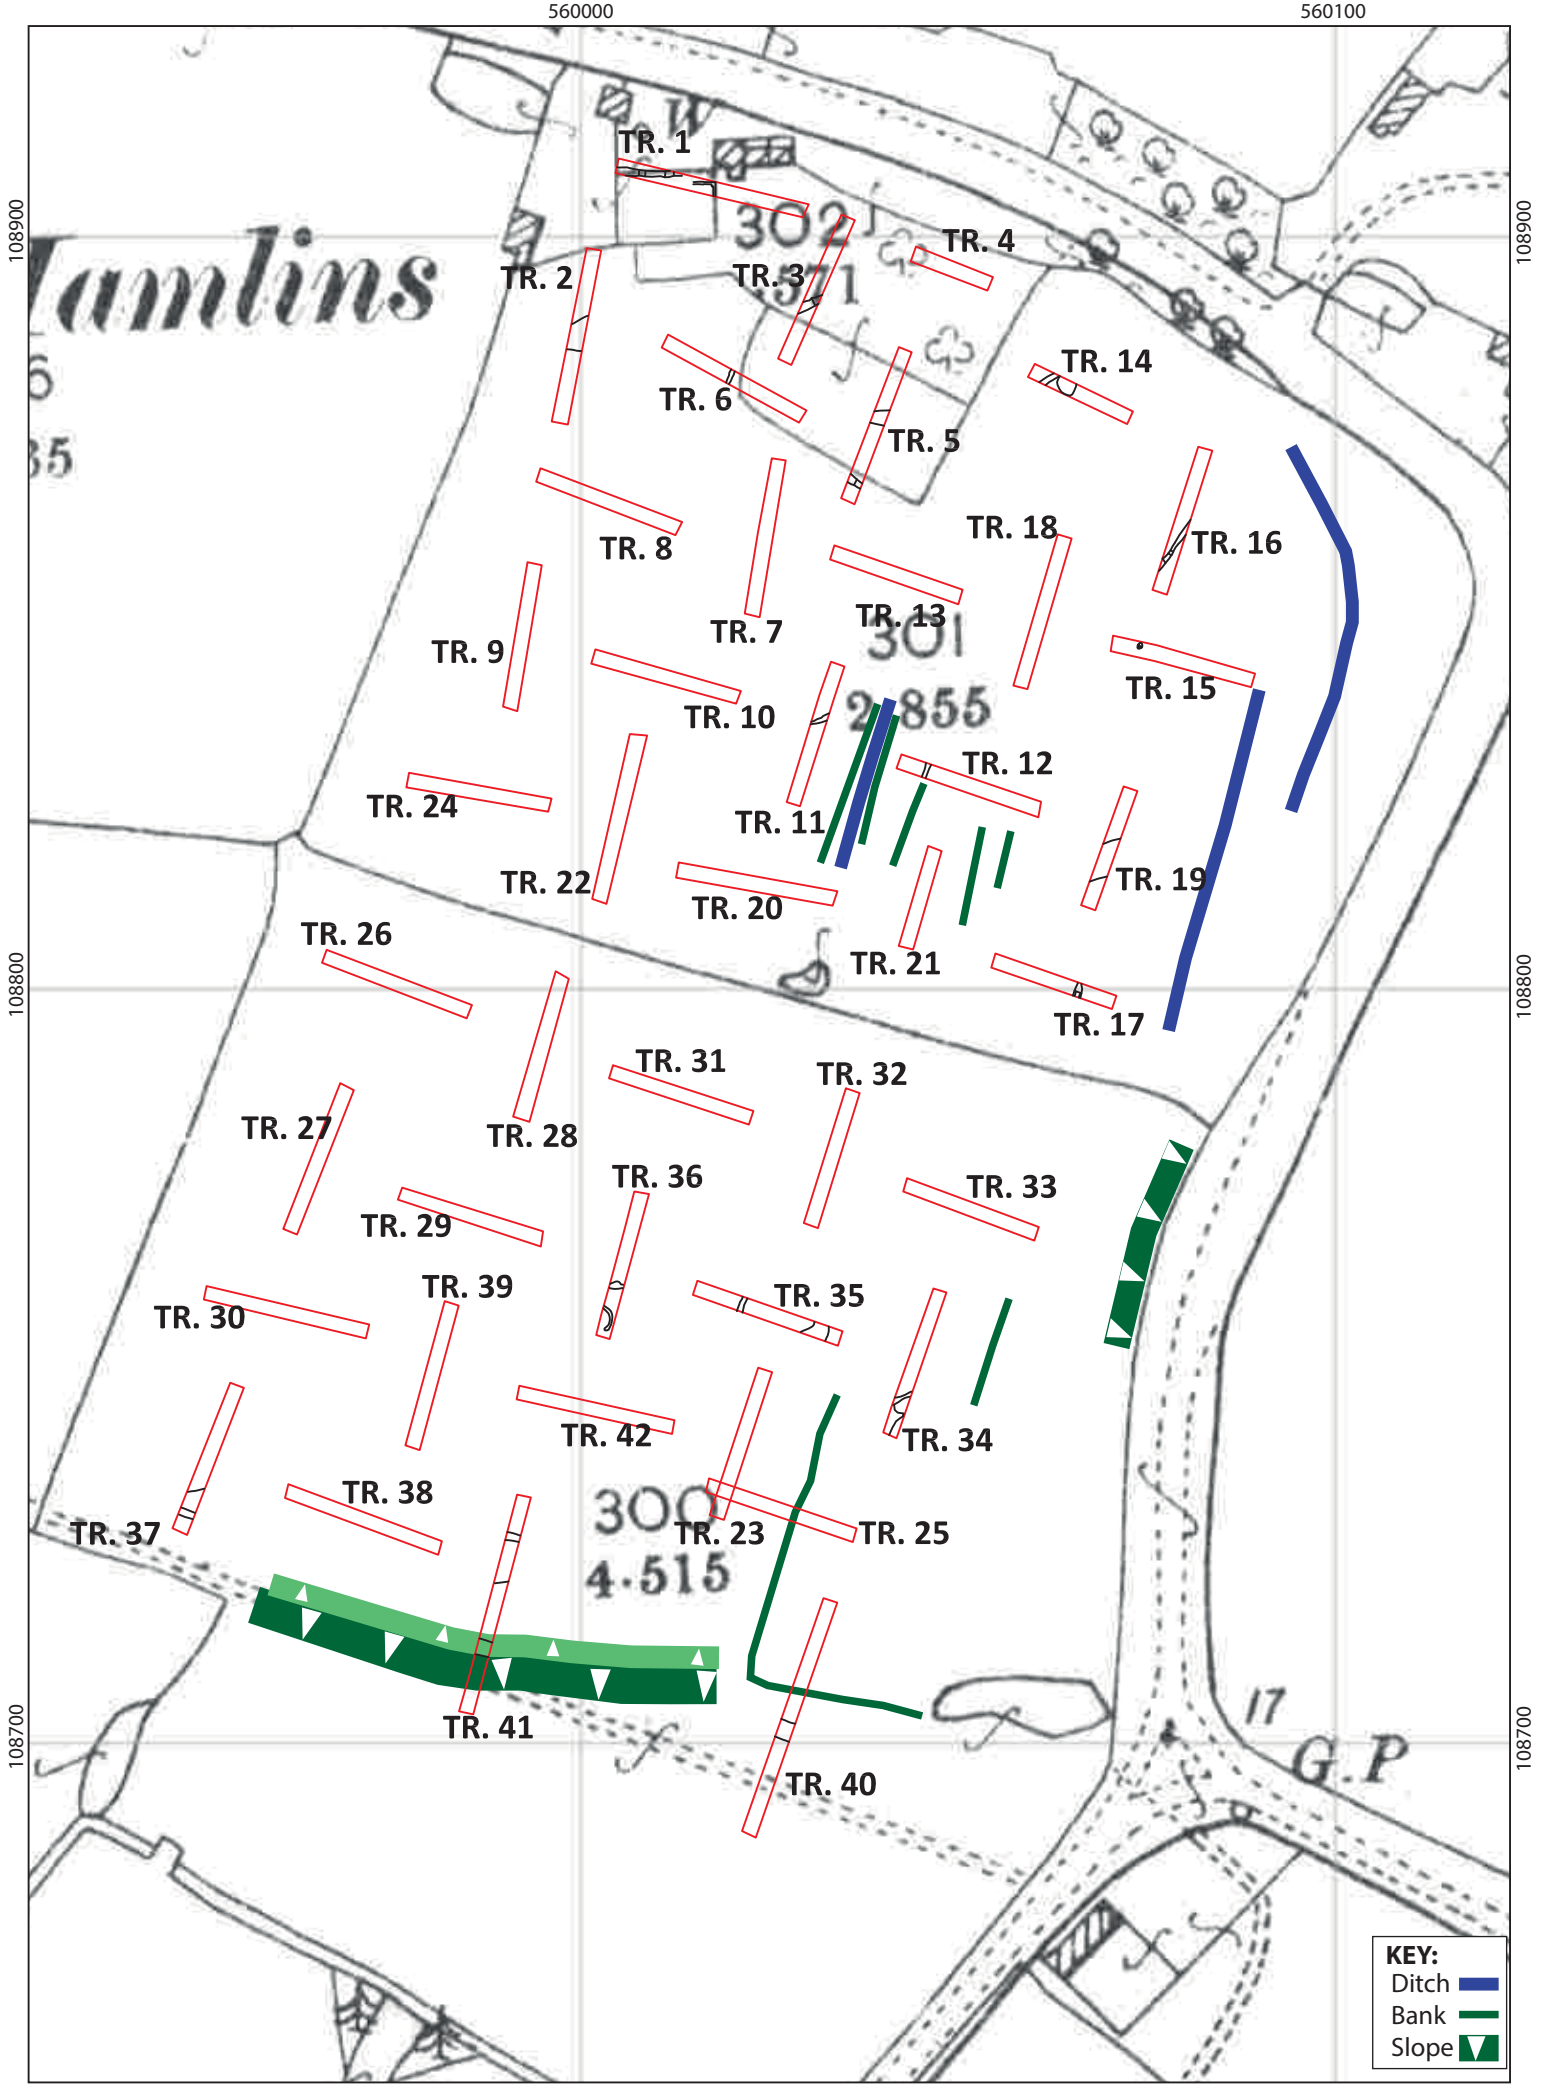 560000
560100
108900
108900
W
TR. 1
302
.571
TR. 4
TR. 2
TR. 3
TR. 14
TR. 6
TR. 5
35
TR. 8
TR. 18
TR. 16
TR. 13
301
2.855
TR. 7
TR. 9
TR. 15
TR. 10
TR. 12
TR. 24
TR. 11
TR. 22
TR. 19
TR. 20
TR. 26
TR. 21
108800
108800
TR. 17
TR. 31
TR. 32
TR. 27
TR. 28
TR. 36
TR. 33
TR. 29
TR. 39
TR. 35
TR. 30
TR. 42
TR. 34
TR. 38
300
4.515
TR. 37
TR. 23
TR. 25
TR. 41
17
G.P
108700
108700
TR. 40
KEY:
Ditch
Bank
Slope